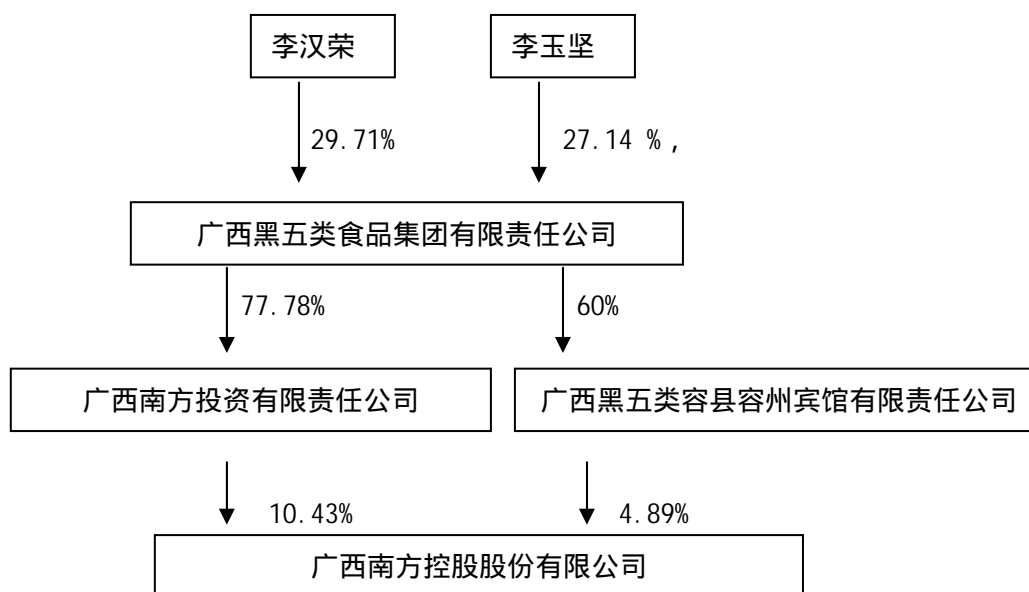 李汉荣
李玉坚
29.71%
27.14 %，
广西黑五类食品集团有限责任公司
77.78%
60%
广西南方投资有限责任公司
广西黑五类容县容州宾馆有限责任公司
10.43%
4.89%
广西南方控股股份有限公司